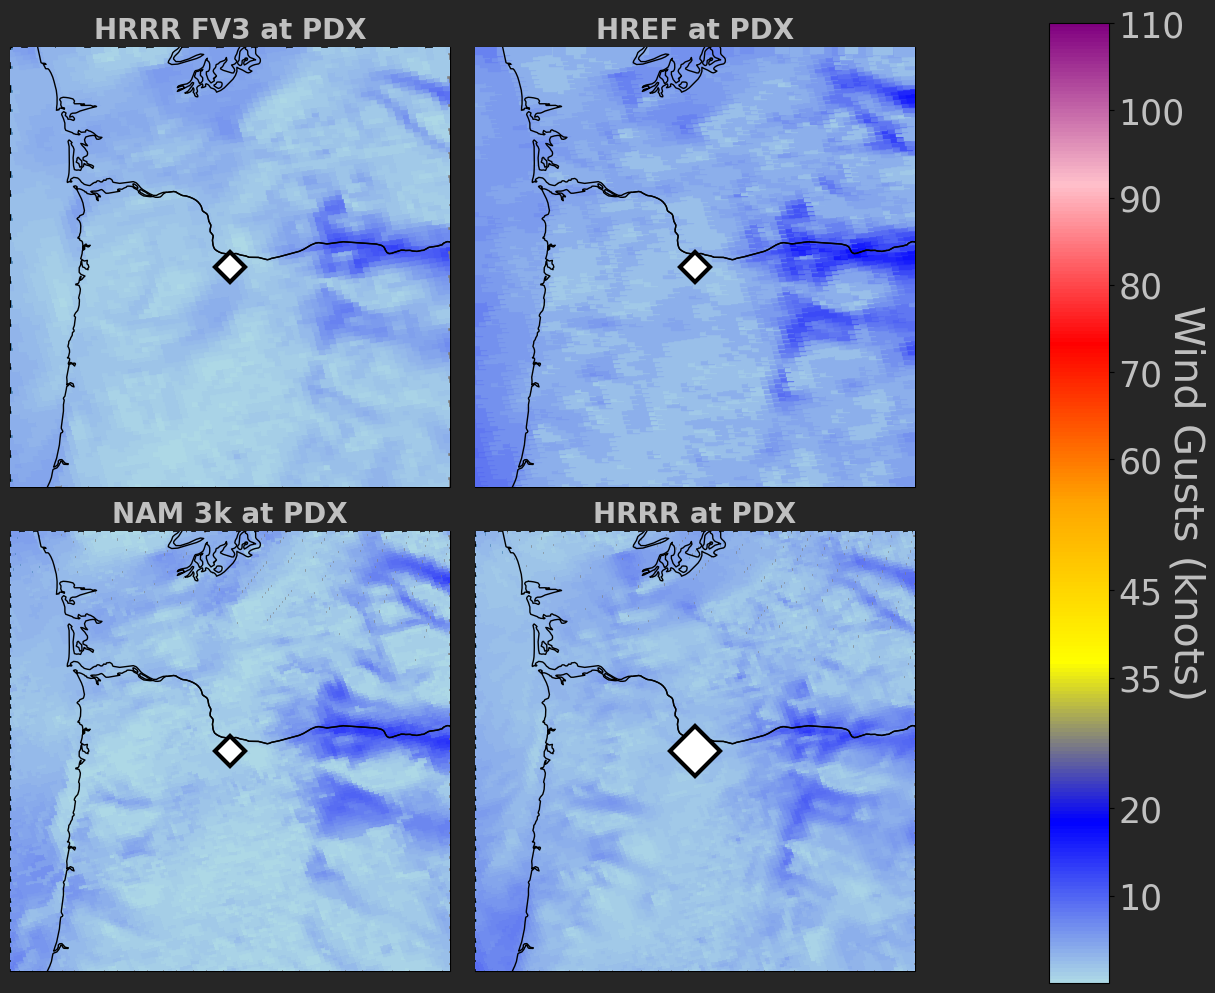 HRRR FV3 at PDX
HREF at PDX
NAM 3k at PDX
HRRR at PDX
110
100
90
80
70
60
45
35
20
10
Wind Gusts (knots)